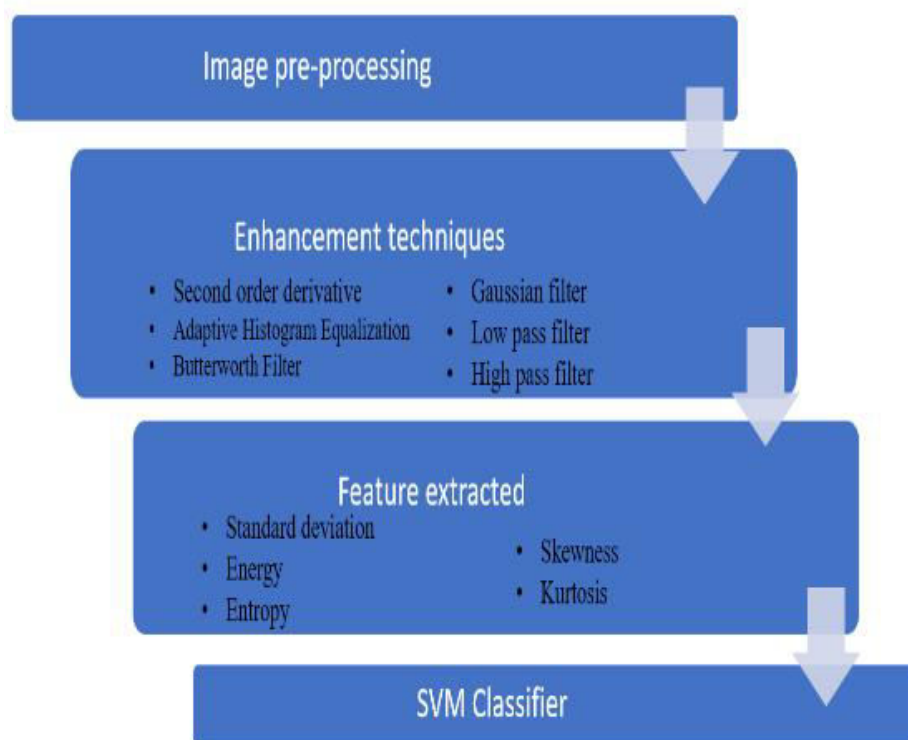 Image pre-processing
Enhancement techniques
• Second order derivative
• Adaptive Histogram Equalization
• Butterworth Filter
• Gaussian filter
• Low pass filter
• High pass filter
Feature extracted
• Standard deviation
• Energy
• Entropy
• Skewness
• Kurtosis
SVM Classifier